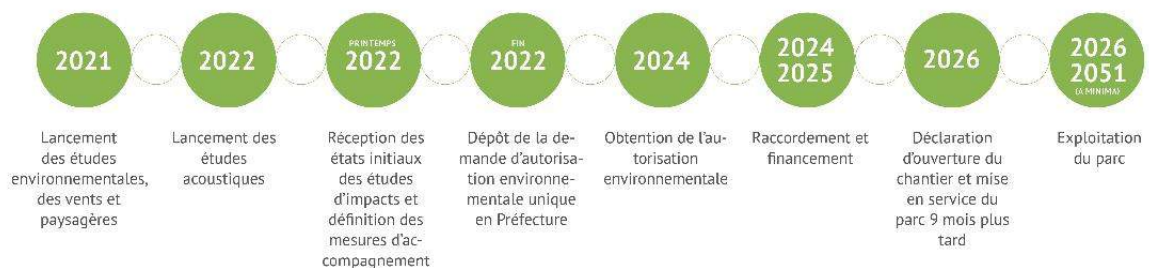 2021
Lancement
des études
environnementales,
des vents et
paysagères
2022
Lancement des
études
acoustiques
PRINTEMPS
2022
Réception des
états initiaux
des études
d'impacts et
définition des
mesures d'ac-
compagnement
FIN
2022
Dépôt de la de-
mande d'autorisa-
tion environne-
mentale unique
en Préfecture
2024
Obtention de l'au-
torisation
environnementale
2024
2025
Raccordement et
financement
2026
Déclaration
d'ouverture du
chantier et mise
en service du
parc 9 mois plus
tard
2026
2051
(A MINIMA)
Exploitation
du parc